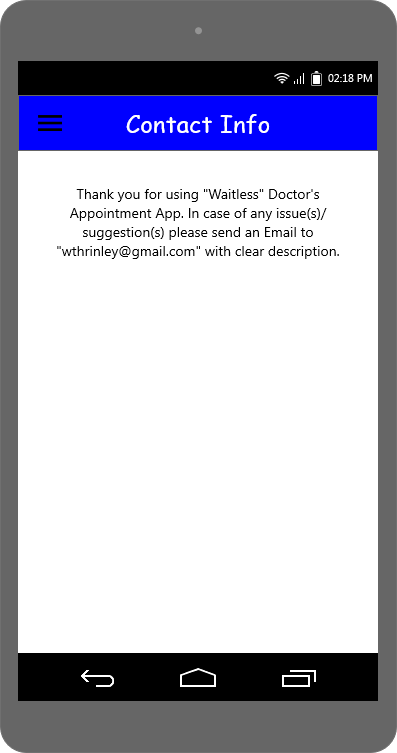 02:18 PM
Contact Info
Thank you for using "Waitless" Doctor's
Appointment App. In case of any issue(s)/
suggestion(s) please send an Email to
"wthrinley@gmail.com" with clear description.